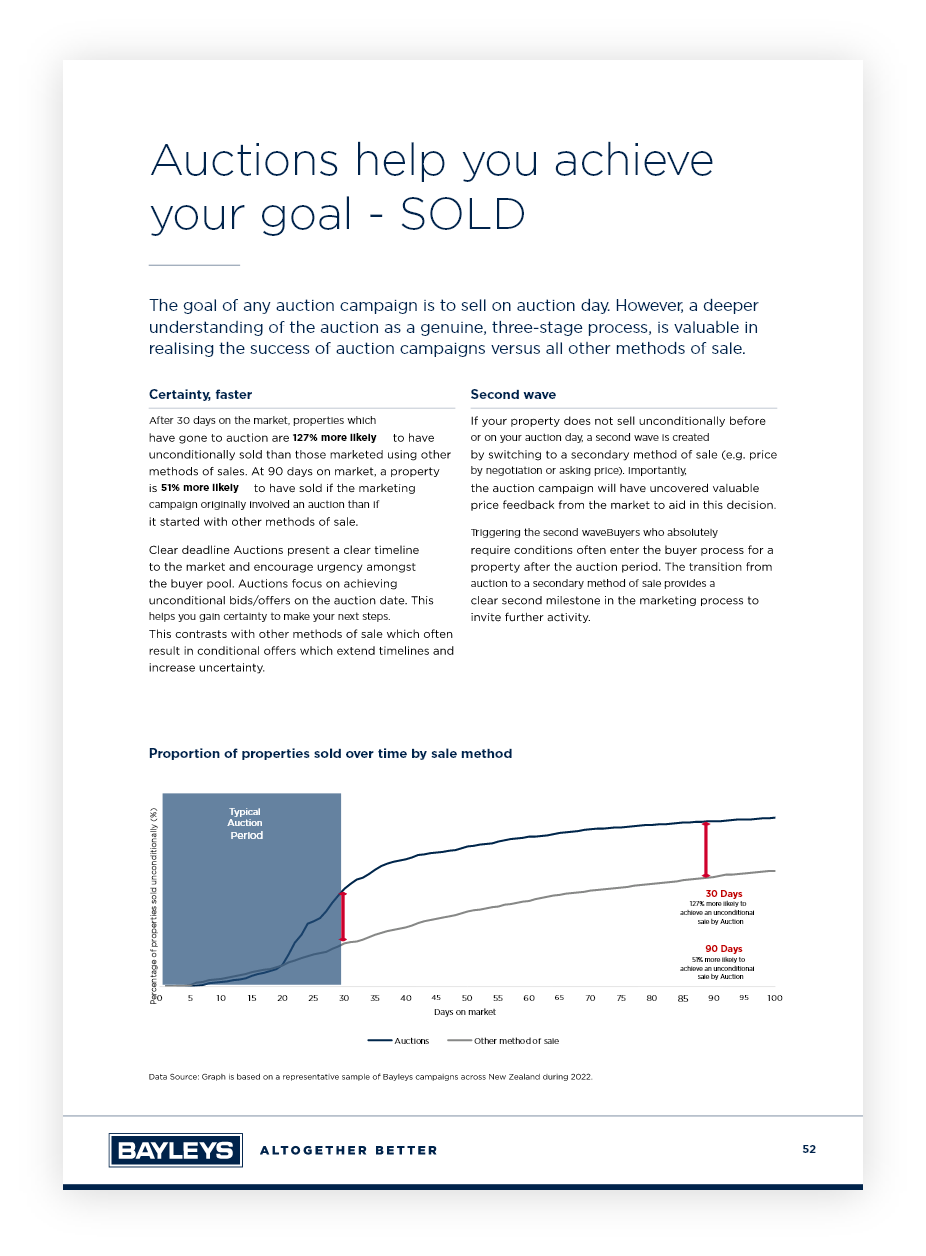 Auctions help you achieve
your goal - SOLD
The goal of any auction campaign is to sell on auction day. However, a deeper
understanding of the auction as a genuine, three-stage process, is valuable in
realising the success of auction campaigns versus all other methods of sale.
Certainty, faster
After 30 days on the market, properties which
have gone to auction are 127% more likely to have
unconditionally sold than those marketed using other
methods of sales. At 90 days on market, a property
is 51% more likely to have sold if the marketing
campaign originally involved an auction than if
it started with other methods of sale.
Clear deadline Auctions present a clear timeline
to the market and encourage urgency amongst
the buyer pool. Auctions focus on achieving
unconditional bids/offers on the auction date. This
helps you gain certainty to make your next steps.
This contrasts with other methods of sale which often
result in conditional offers which extend timelines and
increase uncertainty.
Second wave
If your property does not sell unconditionally before
or on your auction day, a second wave is created
by switching to a secondary method of sale (e.g. price
by negotiation or asking price). Importantly,
the auction campaign will have uncovered valuable
price feedback from the market to aid in this decision.
Triggering the second waveBuyers who absolutely
require conditions often enter the buyer process for a
property after the auction period. The transition from
auction to a secondary method of sale provides a
clear second milestone in the marketing process to
invite further activity.
Proportion of properties sold over time by sale method
Percentage of properties sold unconditionally (%)
Typical
Auction
Period
30 Days
127% more likely to
achieve an unconditional
sale by Auction
90 Days
51% more likely to
achieve an unconditional
sale by Auction
0 5 10 15 20 25 30 35 40 45 50 55 60 65 70 75 80 85 90 95 100
Days on market
Auctions Other method of sale
Data Source: Graph is based on a representative sample of Bayleys campaigns across New Zealand during 2022.
BAYLEYS ALTOGETHER BETTER 52